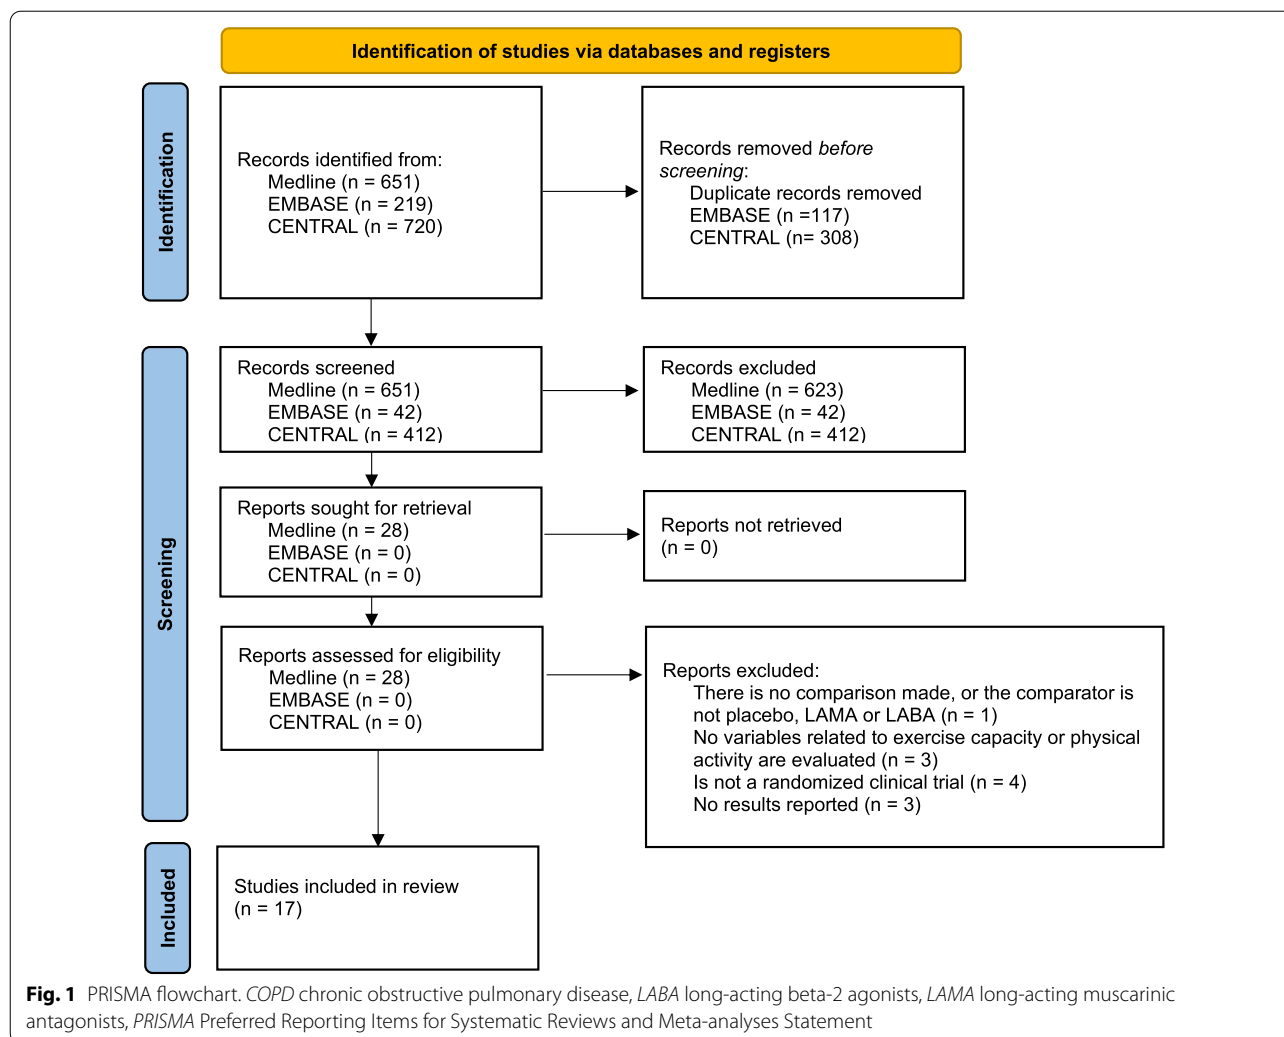 Identification of studies via databases and registers
Identification
Records identified from:
Medline (n = 651)
EMBASE (n = 219)
CENTRAL (n = 720)
Records removed before
screening:
Duplicate records removed
EMBASE (n =117)
CENTRAL (n= 308)
Screening
Records screened
Medline (n = 651)
EMBASE (n = 42)
CENTRAL (n = 412)
Records excluded
Medline (n = 623)
EMBASE (n = 42)
CENTRAL (n = 412)
Reports sought for retrieval
Medline (n = 28)
EMBASE (n = 0)
CENTRAL (n = 0)
Reports not retrieved
(n = 0)
Reports assessed for eligibility
Medline (n = 28)
EMBASE (n = 0)
CENTRAL (n = 0)
Reports excluded:
There is no comparison made, or the comparator is
not placebo, LAMA or LABA (n = 1)
No variables related to exercise capacity or physical
activity are evaluated (n = 3)
Is not a randomized clinical trial (n = 4)
No results reported (n = 3)
Included
Studies included in review
(n = 17)
Fig. 1 PRISMA flowchart. COPD chronic obstructive pulmonary disease, LABA long-acting beta-2 agonists, LAMA long-acting muscarinic
antagonists, PRISMA Preferred Reporting Items for Systematic Reviews and Meta-analyses Statement